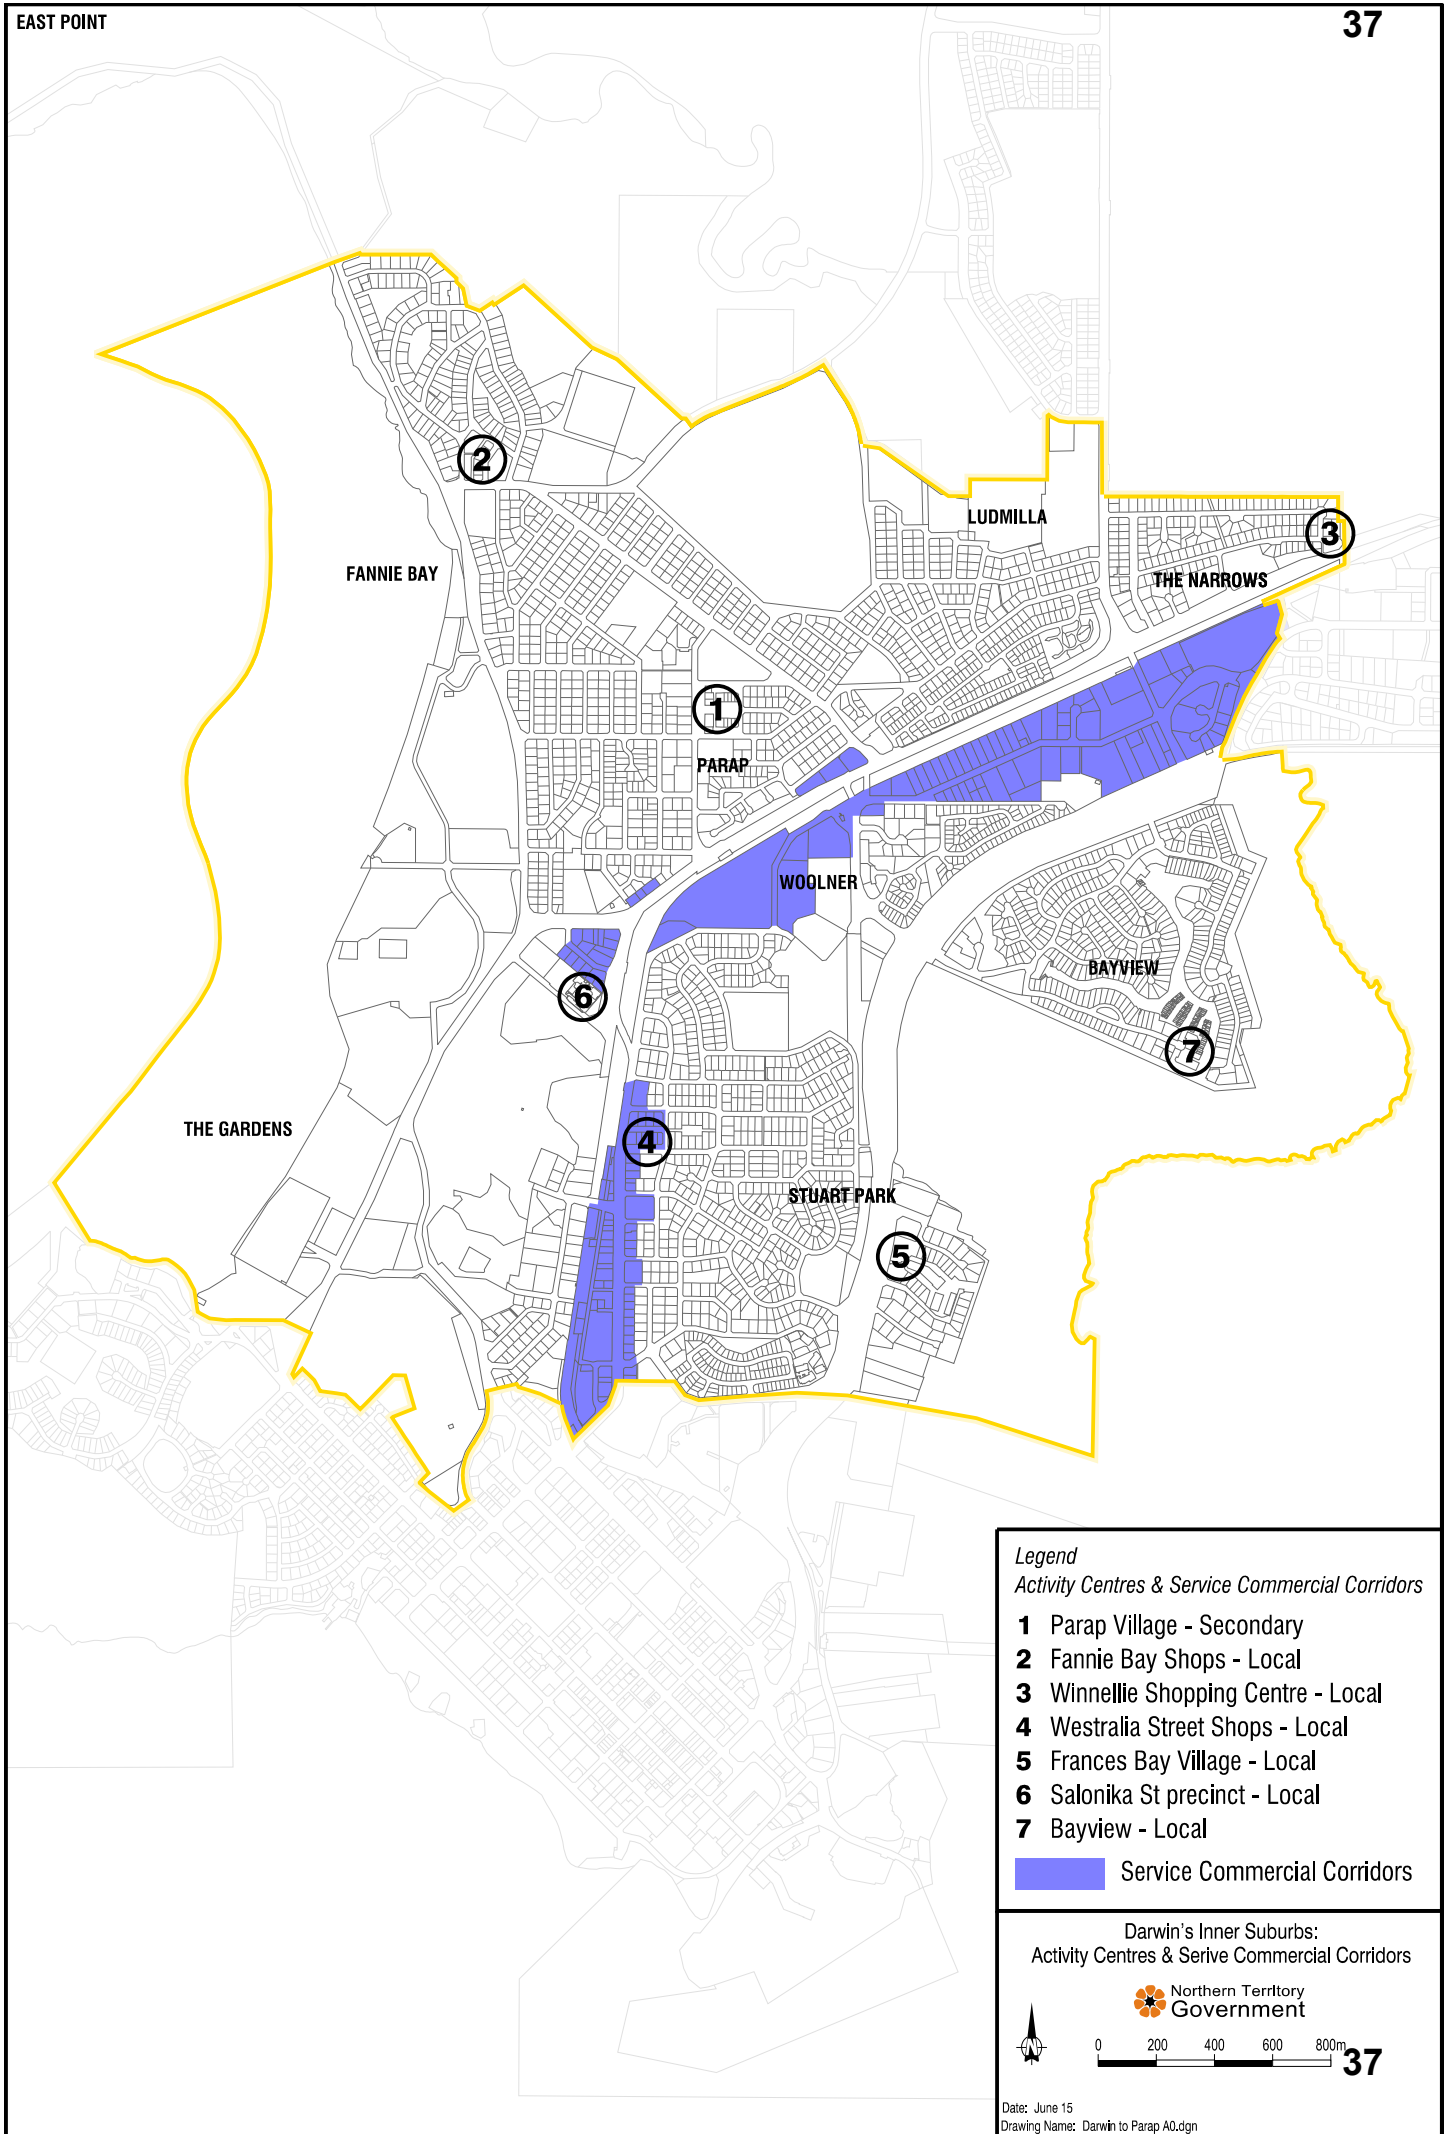 EAST POINT
37
2
LUDMILLA
3
FANNIE BAY
THE NARROWS
1
PARAP
WOOLNER
BAYVIEW
6
7
THE GARDENS
4
STUART PARK
5
Legend
Activity Centres & Service Commercial Corridors
1 Parap Village - Secondary
2 Fannie Bay Shops - Local
3 Winnellie Shopping Centre - Local
4 Westralia Street Shops - Local
5 Frances Bay Village - Local
6 Salonika St precinct - Local
7 Bayview - Local
Service Commercial Corridors
Darwin's Inner Suburbs:
Activity Centres & Serive Commercial Corridors
Northern Territory
Government
N
0 200 400 600 800m
37
Date: June 15
Drawing Name: Darwin to Parap A0.dgn